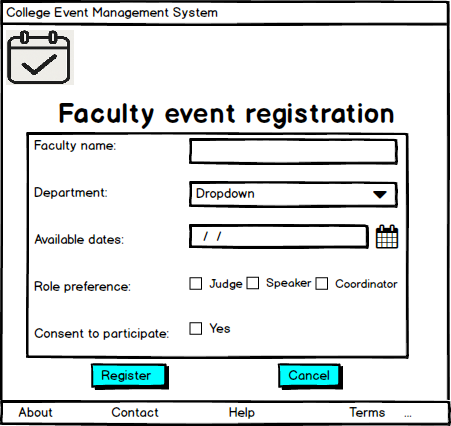 College Event Management System
Faculty event registration
Faculty name:
Department: Dropdown
Available dates: / /
Role preference: Judge Speaker Coordinator
Consent to participate: Yes
Register Cancel
About Contact Help Terms ...